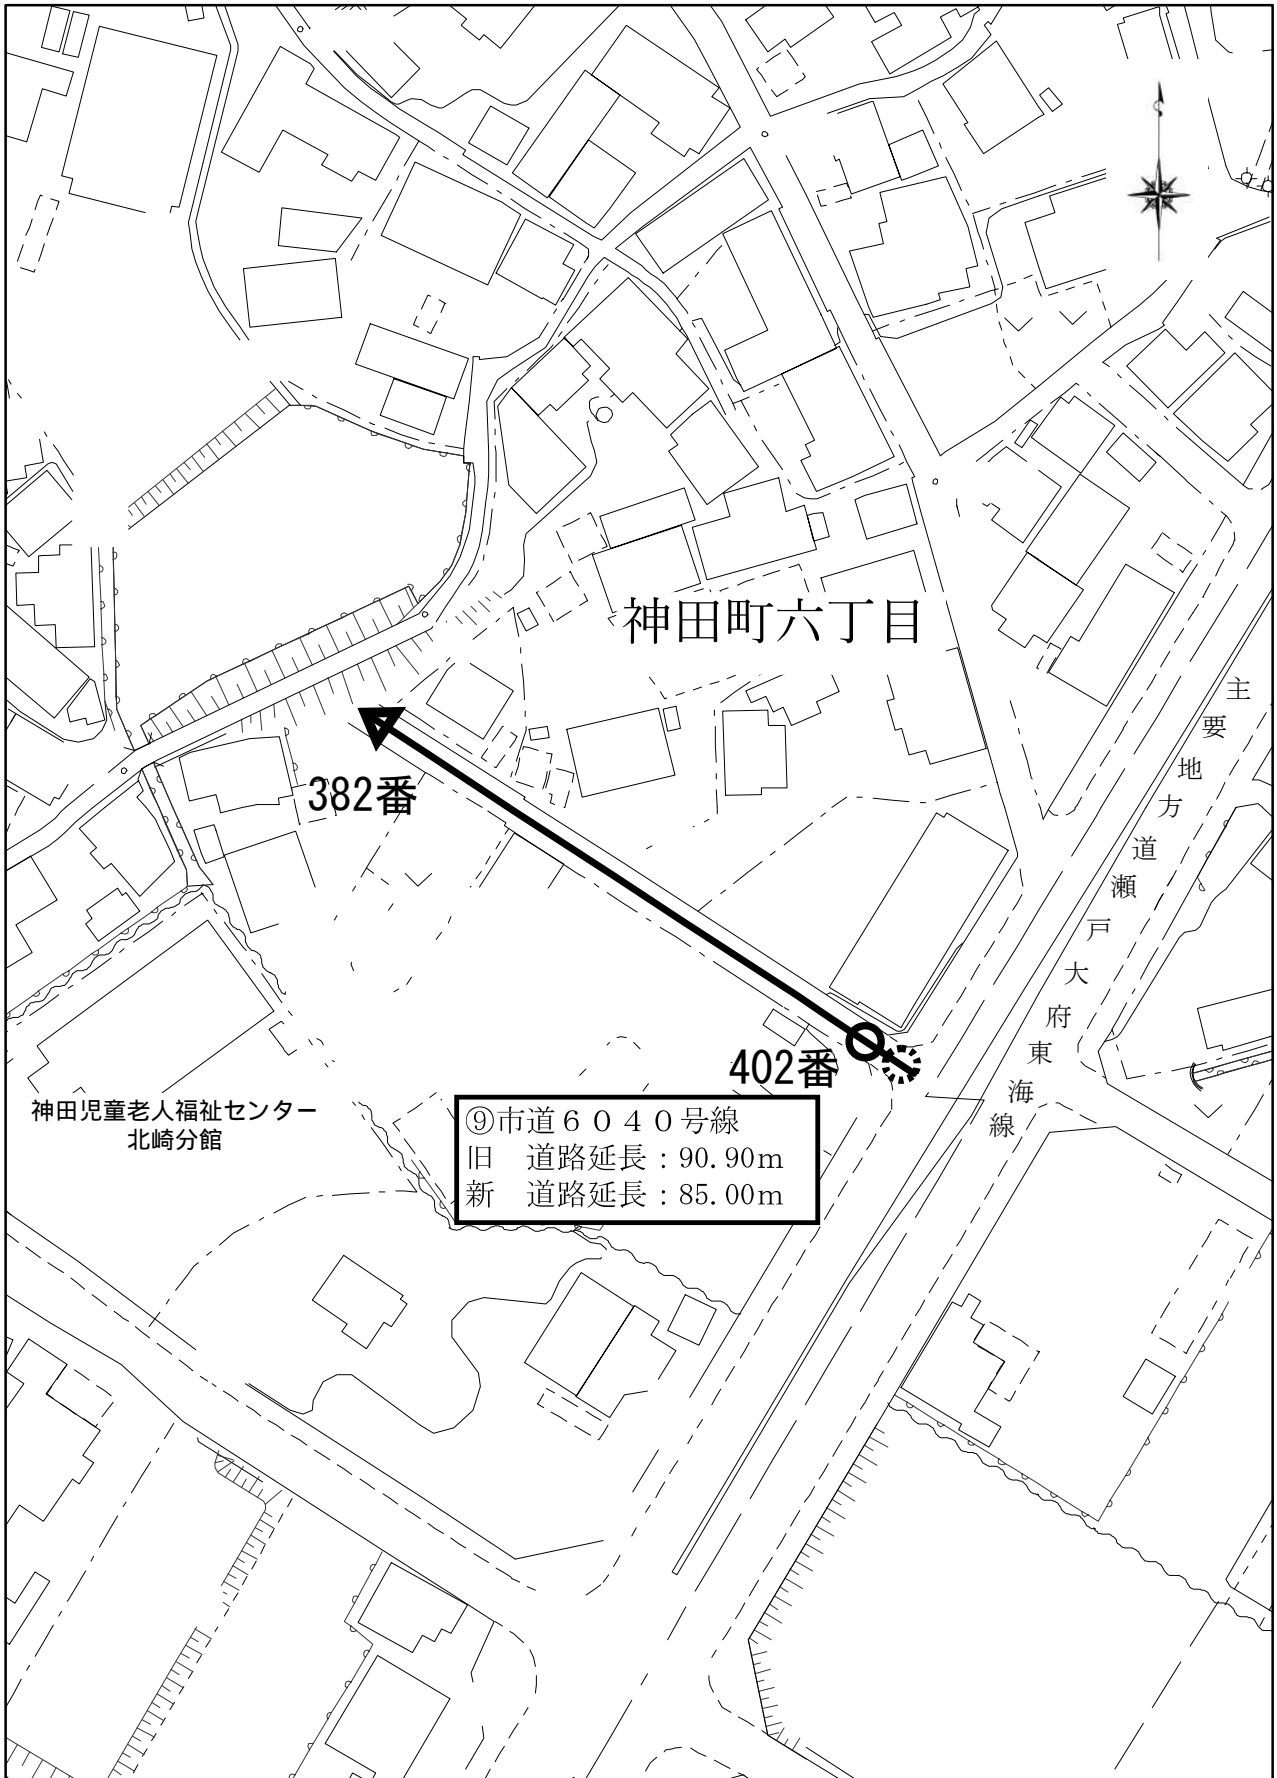 神田町六丁目
主要地方道瀬戸大府東海線
382番
402番
神田児童老人福祉センター
北崎分館
⑨市道６０４０号線
旧　道路延長：90.90m
新　道路延長：85.00m